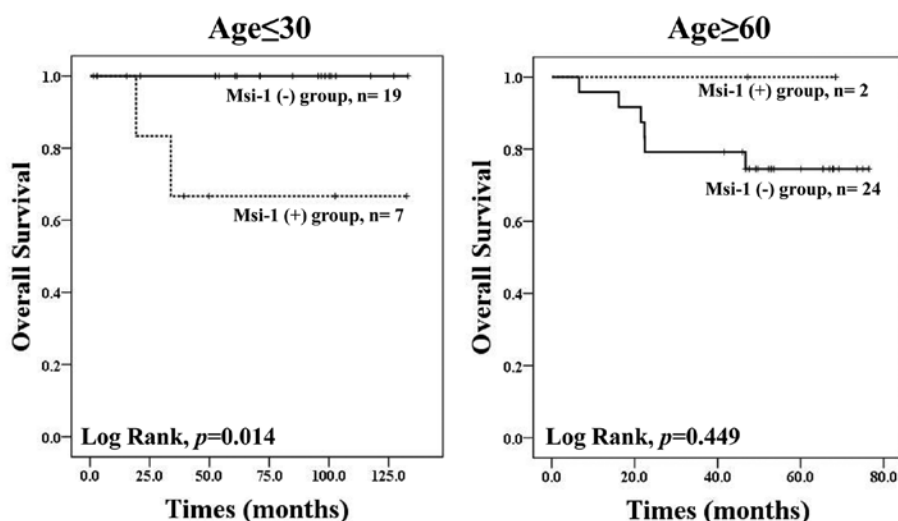 Age≤30
Overall Survival
1.0
0.8
0.6
0.4
0.2
0.0
Msi-1 (-) group, n= 19
Msi-1 (+) group, n= 7
Log Rank, p=0.014
0.0 25.0 50.0 75.0 100.0 125.0
Times (months)
Age≥60
Overall Survival
1.0
0.8
0.6
0.4
0.2
0.0
Msi-1 (+) group, n= 2
Msi-1 (-) group, n= 24
Log Rank, p=0.449
0.0 20.0 40.0 60.0 80.0
Times (months)